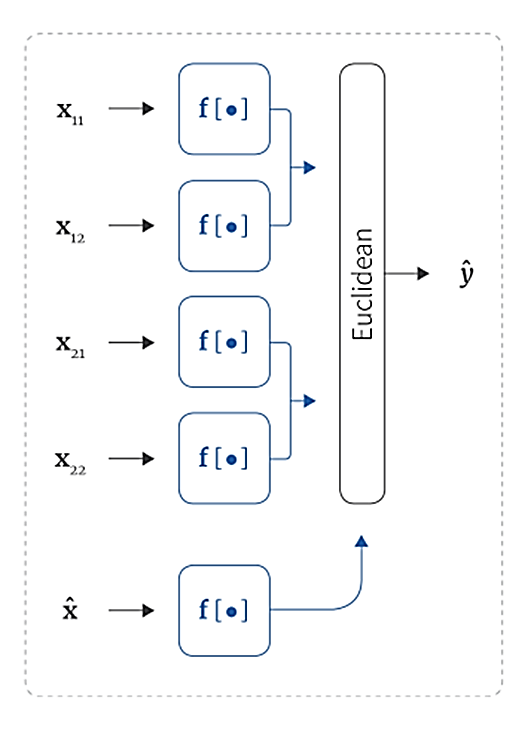 x₁₁ f[•]
x₁₂ f[•]
Euclidean
ŷ
x₂₁ f[•]
x₂₂ f[•]
x̂ f[•]